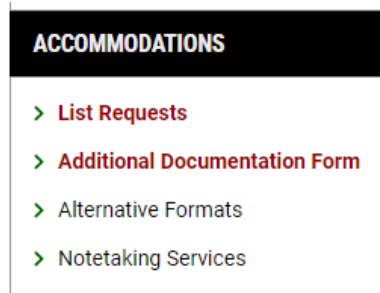 ACCOMMODATIONS
List Requests
Additional Documentation Form
Alternative Formats
Notetaking Services